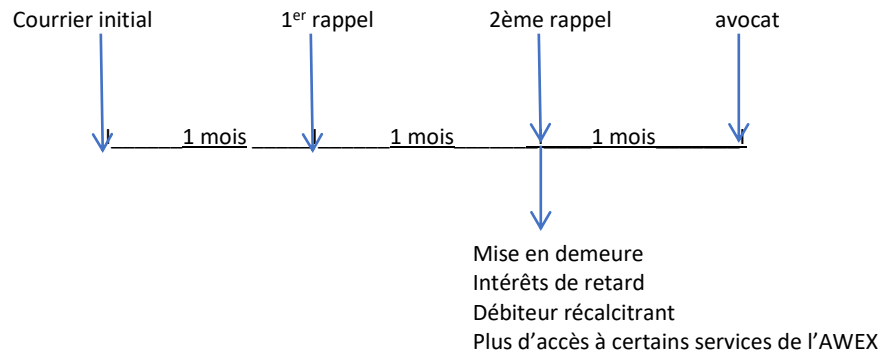 Courrier initial 1er rappel 2ème rappel avocat
1 mois 1 mois 1 mois
Mise en demeure
Intérêts de retard
Débiteur récalcitrant
Plus d’accès à certains services de l’AWEX